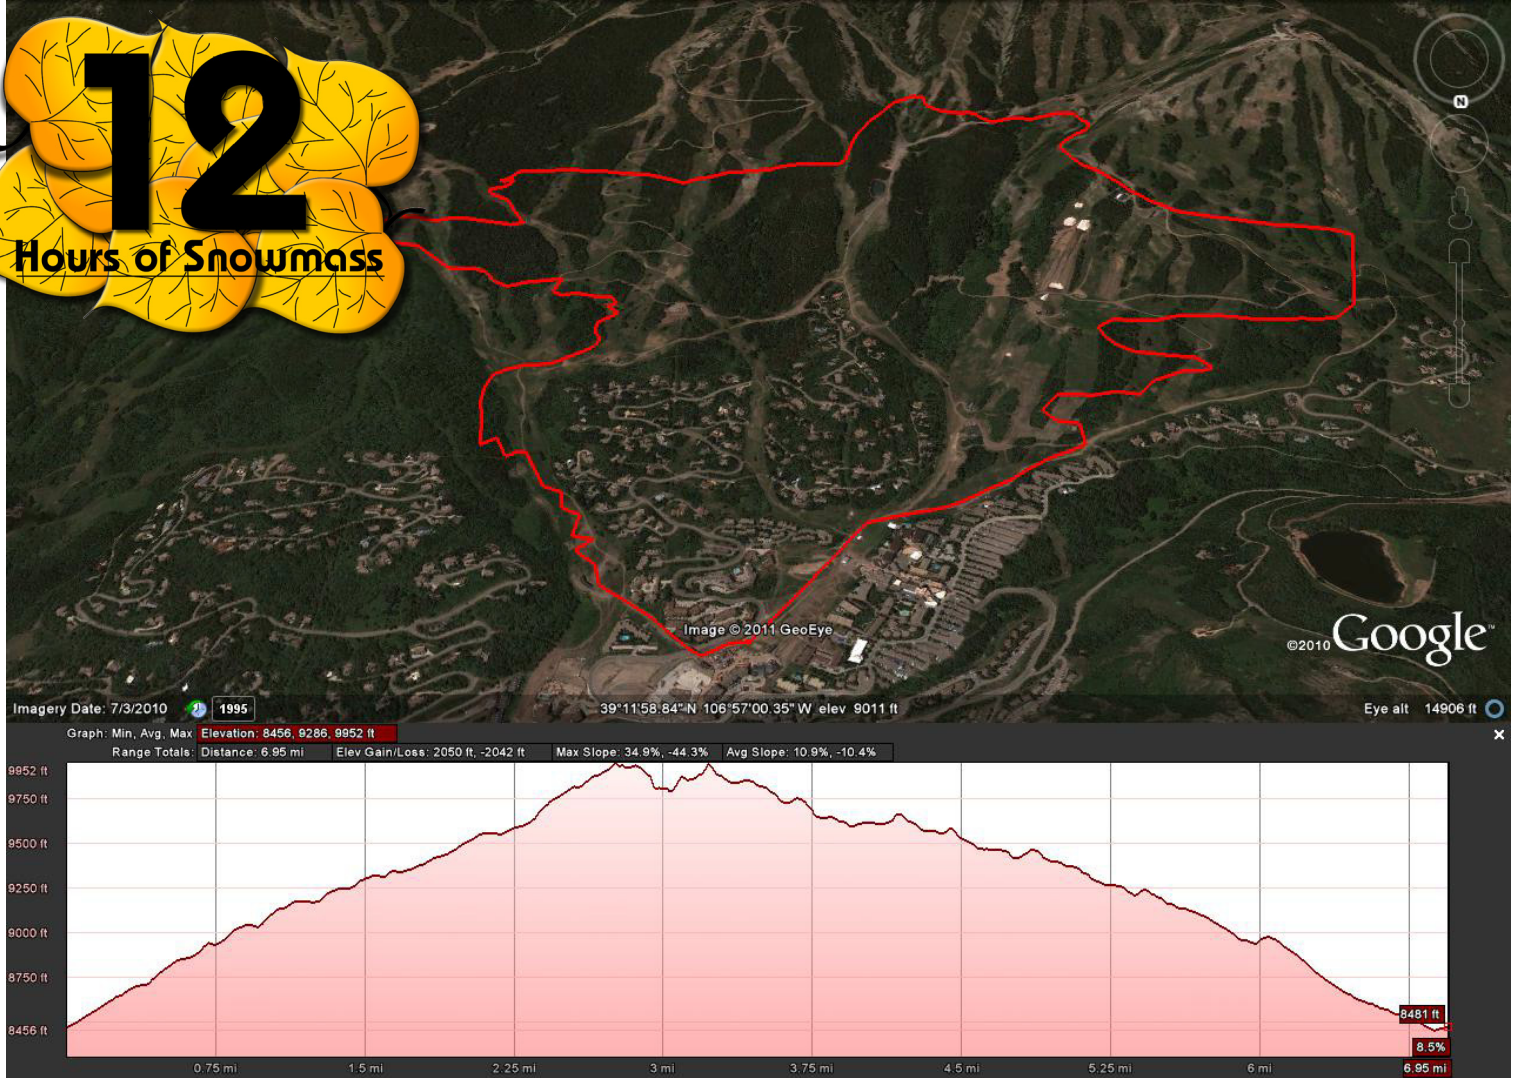 12
Hours of Snowmass
N
Image © 2011 GeoEye
©2010 Google™
Imagery Date: 7/3/2010 1995 39°11'58.84" N 106°57'00.35" W elev 9011 ft Eye alt 14906 ft
Graph: Min, Avg, Max Elevation: 8456, 9286, 9952 ft
Range Totals: Distance: 6.95 mi Elev Gain/Loss: 2050 ft, -2042 ft Max Slope: 34.9%, -44.3% Avg Slope: 10.9%, -10.4%
9952 ft
9750 ft
9500 ft
9250 ft
9000 ft
8750 ft
8456 ft
8481 ft
8.5%
0.75 mi 1.5 mi 2.25 mi 3 mi 3.75 mi 4.5 mi 5.25 mi 6 mi 6.95 mi